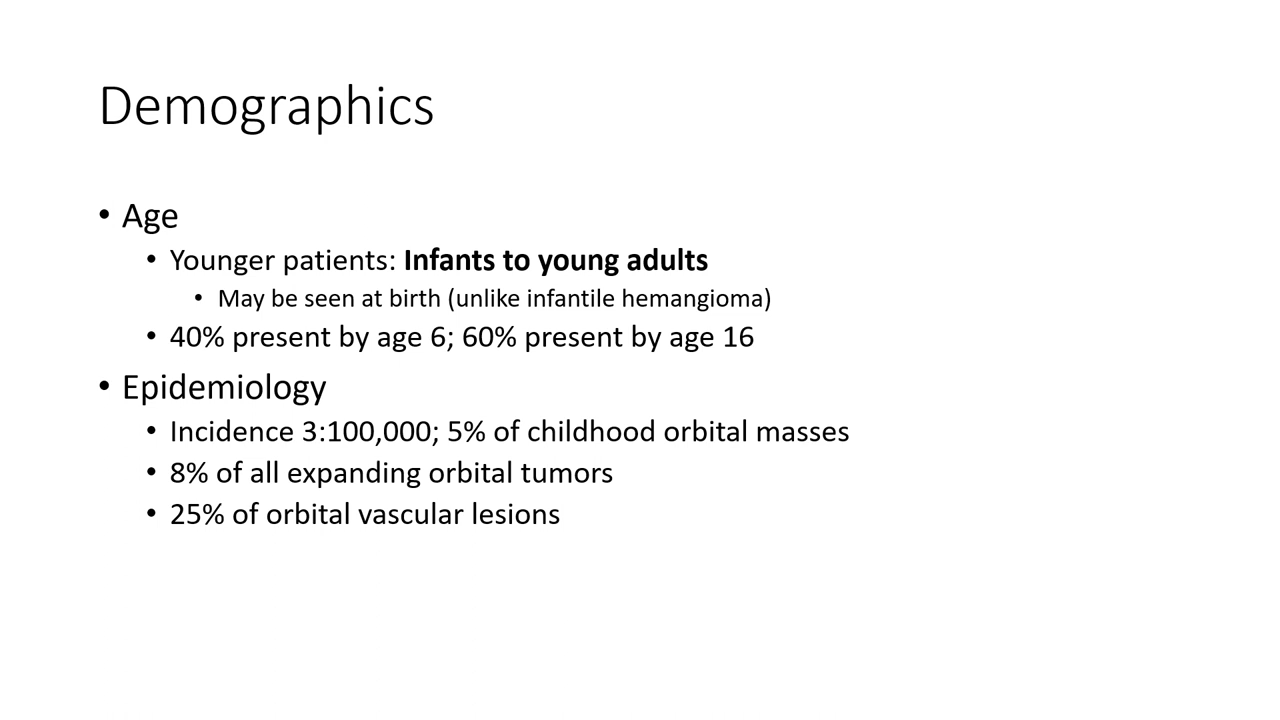 Demographics
• Age
• Younger patients: Infants to young adults
• May be seen at birth (unlike infantile hemangioma)
• 40% present by age 6; 60% present by age 16
• Epidemiology
• Incidence 3:100,000; 5% of childhood orbital masses
• 8% of all expanding orbital tumors
• 25% of orbital vascular lesions